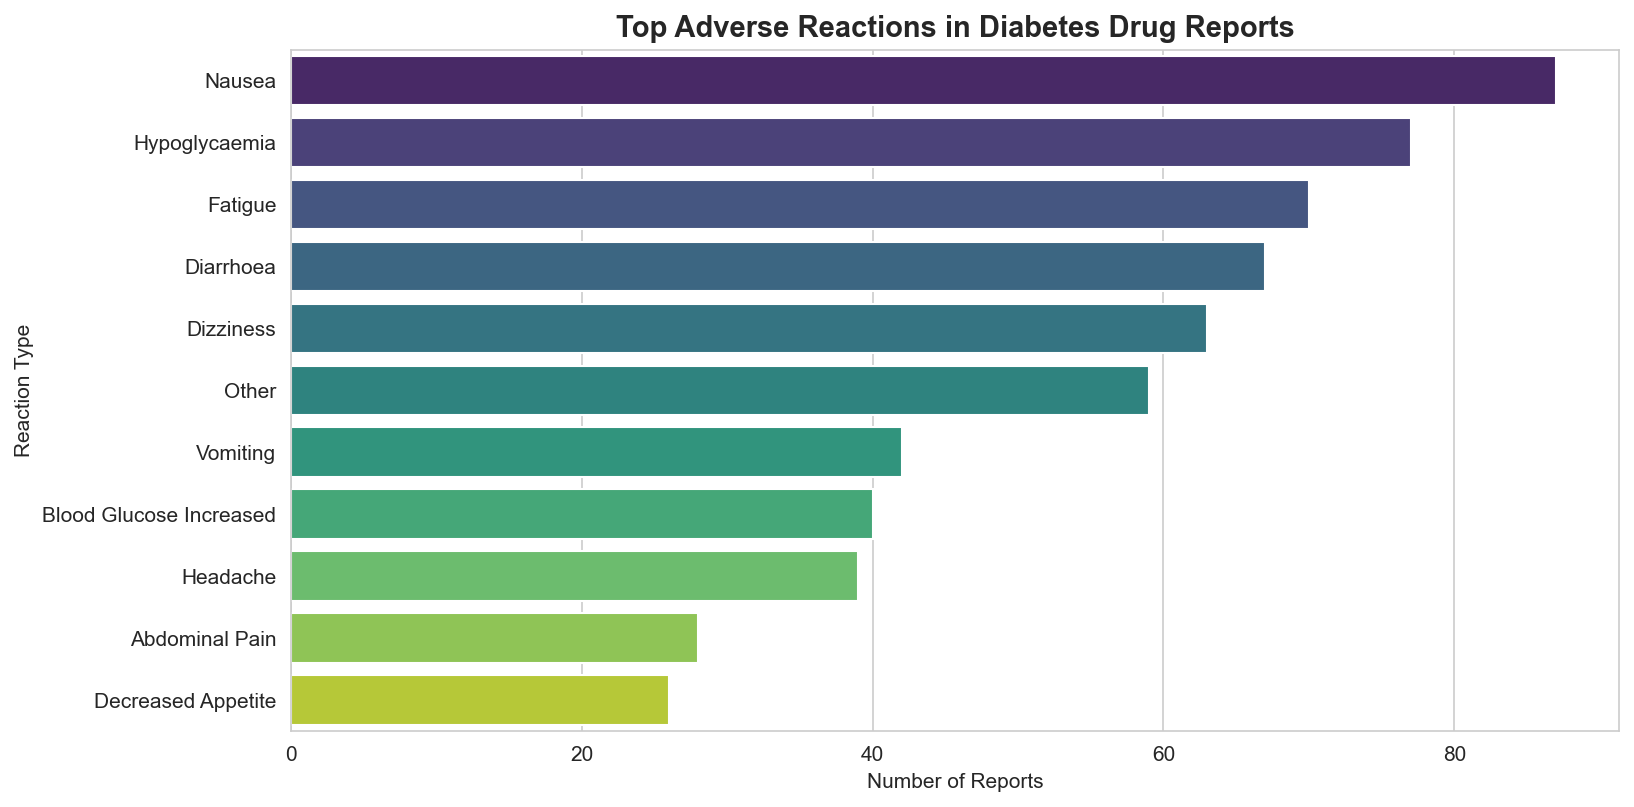 Top Adverse Reactions in Diabetes Drug Reports
Reaction Type
Nausea
Hypoglycaemia
Fatigue
Diarrhoea
Dizziness
Other
Vomiting
Blood Glucose Increased
Headache
Abdominal Pain
Decreased Appetite
0 20 40 60 80
Number of Reports